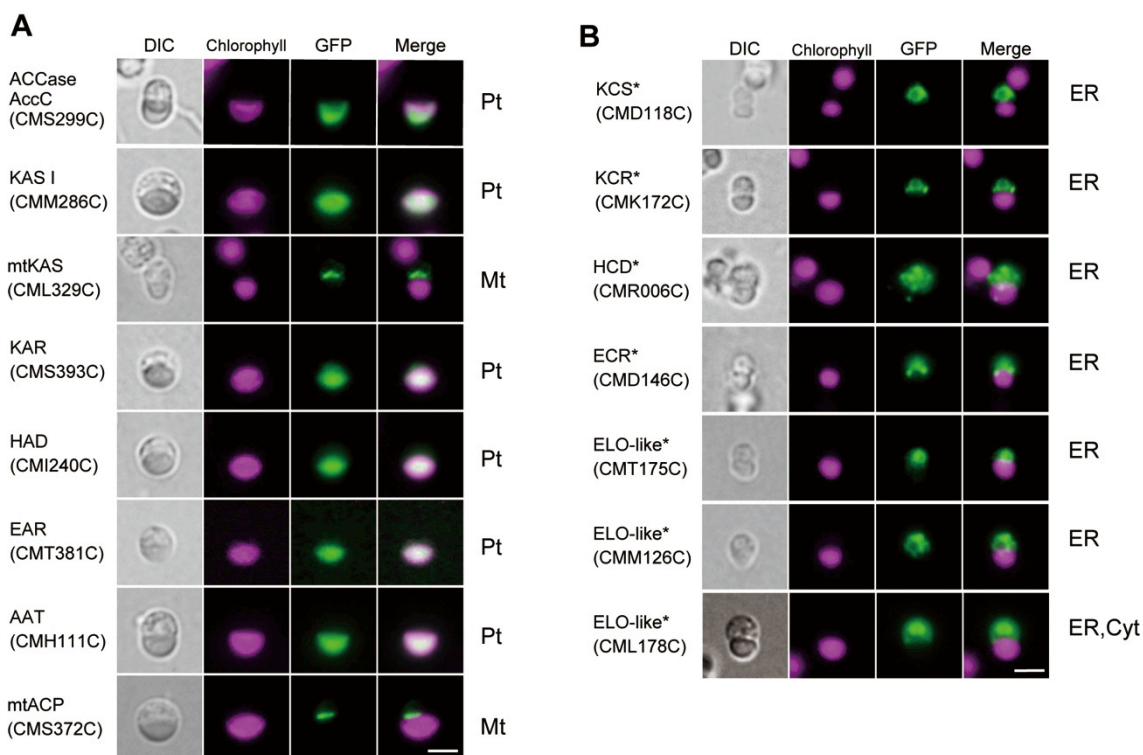 A
DIC Chlorophyll GFP Merge
ACCase
AccC
(CMS299C)
Pt
KAS I
(CMM286C)
Pt
mtKAS
(CML329C)
Mt
KAR
(CMS393C)
Pt
HAD
(CMI240C)
Pt
EAR
(CMT381C)
Pt
AAT
(CMH111C)
Pt
mtACP
(CMS372C)
Mt
B
DIC Chlorophyll GFP Merge
KCS*
(CMD118C)
ER
KCR*
(CMK172C)
ER
HCD*
(CMR006C)
ER
ECR*
(CMD146C)
ER
ELO-like*
(CMT175C)
ER
ELO-like*
(CMM126C)
ER
ELO-like*
(CML178C)
ER,Cyt